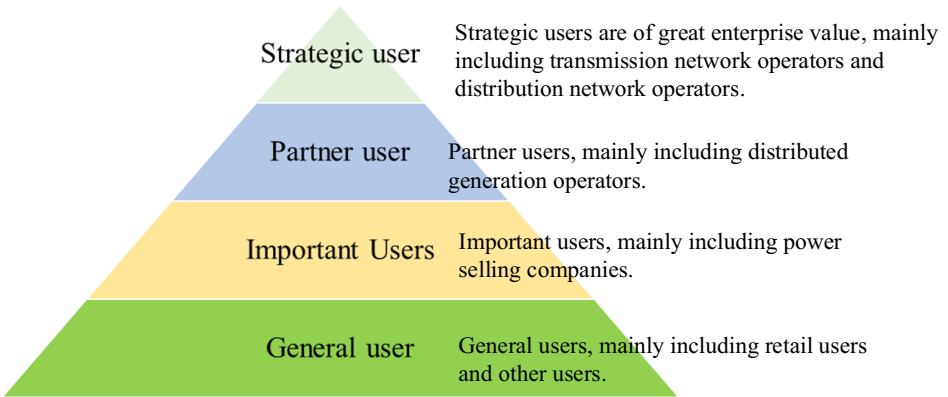 Strategic user
Strategic users are of great enterprise value, mainly
including transmission network operators and
distribution network operators.
Partner user
Partner users, mainly including distributed
generation operators.
Important Users
Important users, mainly including power
selling companies.
General user
General users, mainly including retail users
and other users.